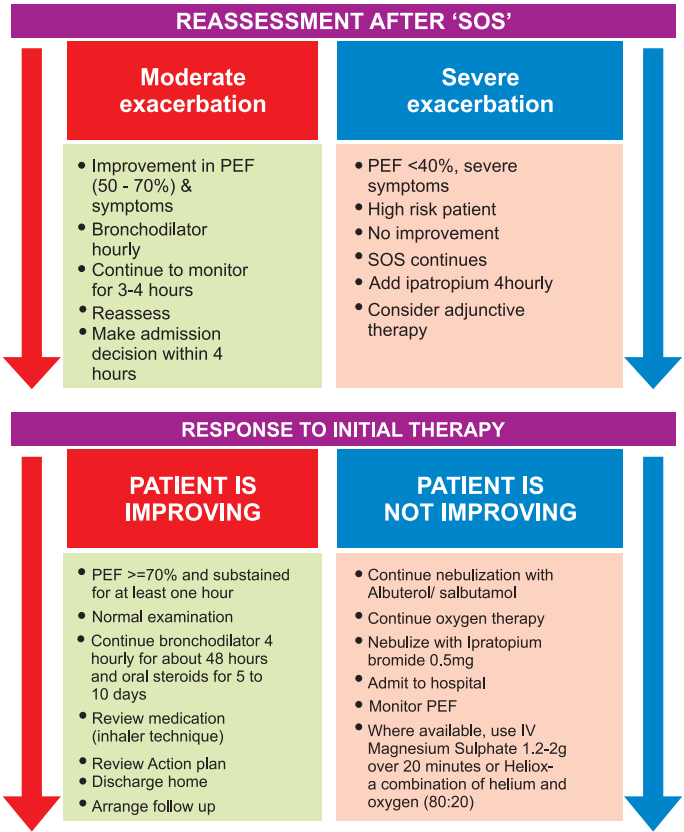 REASSESSMENT AFTER ‘SOS’
Moderate
exacerbation
• Improvement in PEF
(50 - 70%) &
symptoms
• Bronchodilator
hourly
• Continue to monitor
for 3-4 hours
• Reassess
• Make admission
decision within 4
hours
Severe
exacerbation
• PEF <40%, severe
symptoms
• High risk patient
• No improvement
• SOS continues
• Add ipatropium 4hourly
• Consider adjunctive
therapy
RESPONSE TO INITIAL THERAPY
PATIENT IS
IMPROVING
• PEF >=70% and substained
for at least one hour
• Normal examination
• Continue bronchodilator 4
hourly for about 48 hours
and oral steroids for 5 to
10 days
• Review medication
(inhaler technique)
• Review Action plan
• Discharge home
• Arrange follow up
PATIENT IS
NOT IMPROVING
• Continue nebulization with
Albuterol/ salbutamol
• Continue oxygen therapy
• Nebulize with Ipratopium
bromide 0.5mg
• Admit to hospital
• Monitor PEF
• Where available, use IV
Magnesium Sulphate 1.2-2g
over 20 minutes or Heliox-
a combination of helium and
oxygen (80:20)